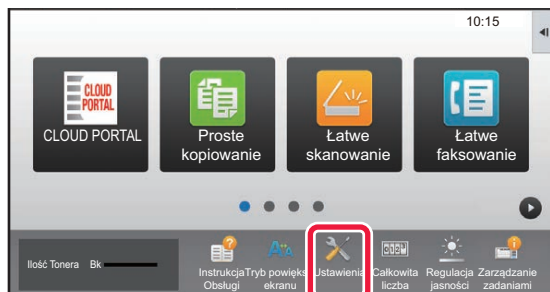 10:15
CLOUD
PORTAL
CLOUD PORTAL
Proste
kopiowanie
Łatwe
skanowanie
Łatwe
faksowanie
Ilość Tonera Bk
Instrukcja
Obsługi
Tryb powięks
ekranu
Ustawienia
Całkowita
liczba
Regulacja
jasności
Zarządzanie
zadaniami